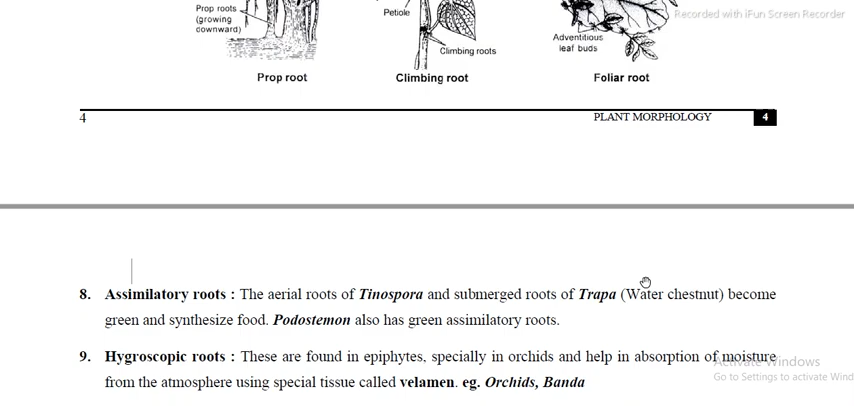 Recorded with iFun Screen Recorder
Prop roots
(growing
downward)
Petiole
Climbing roots
Adventitious
leaf buds
Prop root
Climbing root
Foliar root
4
PLANT MORPHOLOGY
4
8. Assimilatory roots : The aerial roots of Tinospora and submerged roots of Trapa (Water chestnut) become
green and synthesize food. Podostemon also has green assimilatory roots.
9. Hygroscopic roots : These are found in epiphytes, specially in orchids and help in absorption of moisture
from the atmosphere using special tissue called velamen. eg. Orchids, Banda
Activate Windows
Go to Settings to activate Wind